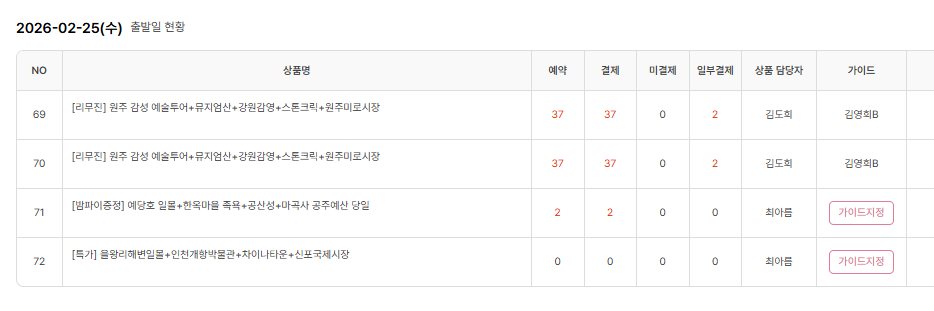 2026-02-25(수) 출발일 현황
NO 상품명 예약 결제 미결제 일부결제 상품 담당자 가이드
69 [리무진] 원주 감성 예술투어+뮤지엄산+강원감영+스톤크릭+원주미로시장 37 37 0 2 김도희 김영희B
70 [리무진] 원주 감성 예술투어+뮤지엄산+강원감영+스톤크릭+원주미로시장 37 37 0 2 김도희 김영희B
71 [밤파이증정] 예당호 일몰+한옥마을 족욕+공산성+마곡사 공주예산 당일 2 2 0 0 최아름 가이드지정
72 [특가] 을왕리해변일몰+인천개항박물관+차이나타운+신포국제시장 0 0 0 0 최아름 가이드지정